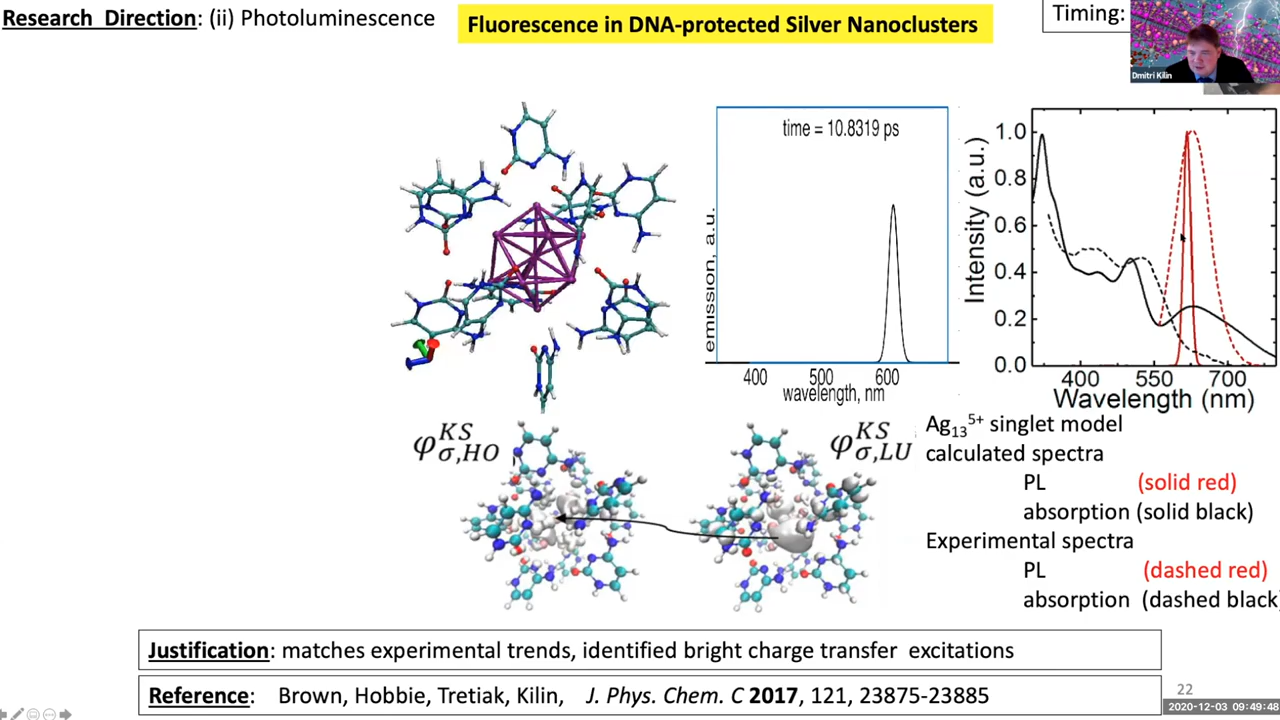 Research Direction: (ii) Photoluminescence
Fluorescence in DNA-protected Silver Nanoclusters
Timing:
Dmitri Kilin
time = 10.8319 ps
emission, a.u.
400 500 600
wavelength, nm
Intensity (a.u.)
1.0
0.8
0.6
0.4
0.2
0.0
400 550 700
Wavelength (nm)
φ^KS_σ,HO
φ^KS_σ,LU
Ag₁₃⁵⁺ singlet model
calculated spectra
PL (solid red)
absorption (solid black)
Experimental spectra
PL (dashed red)
absorption (dashed black
Justification: matches experimental trends, identified bright charge transfer excitations
Reference: Brown, Hobbie, Tretiak, Kilin, J. Phys. Chem. C 2017, 121, 23875-23885
22
2020-12-03 09:49:48